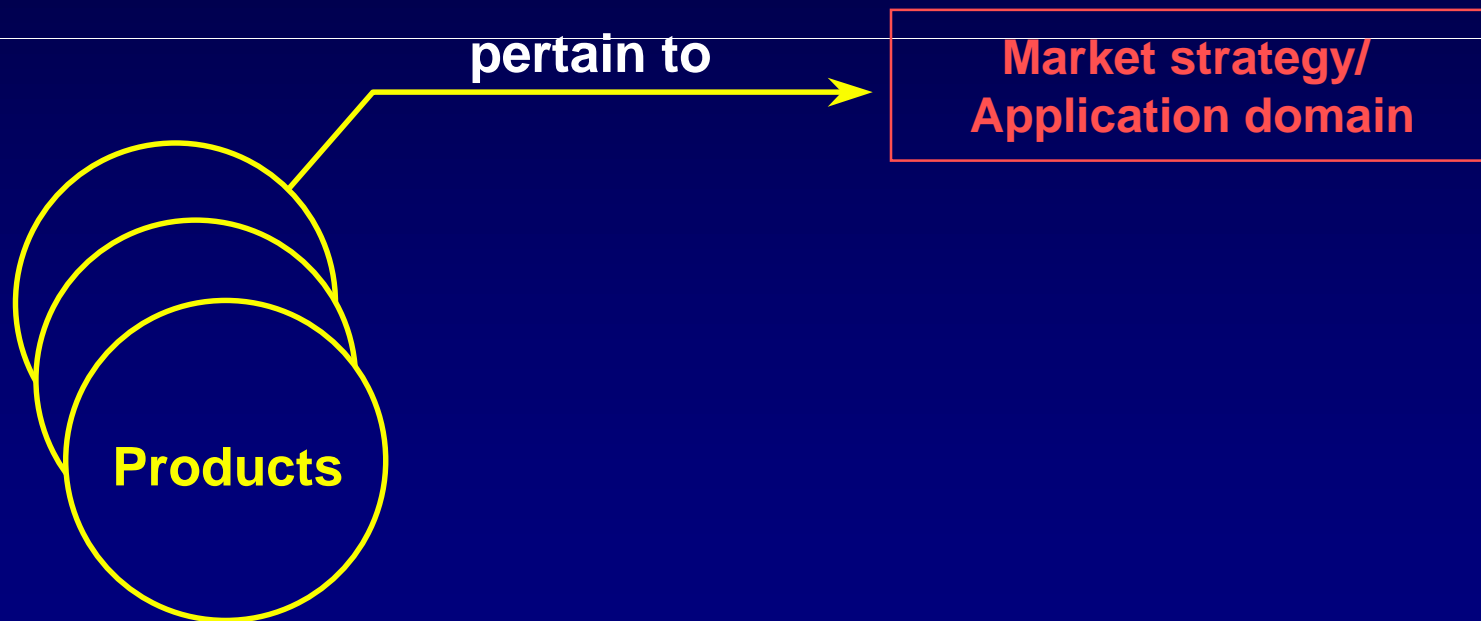 pertain to
Market strategy/
Application domain
Products